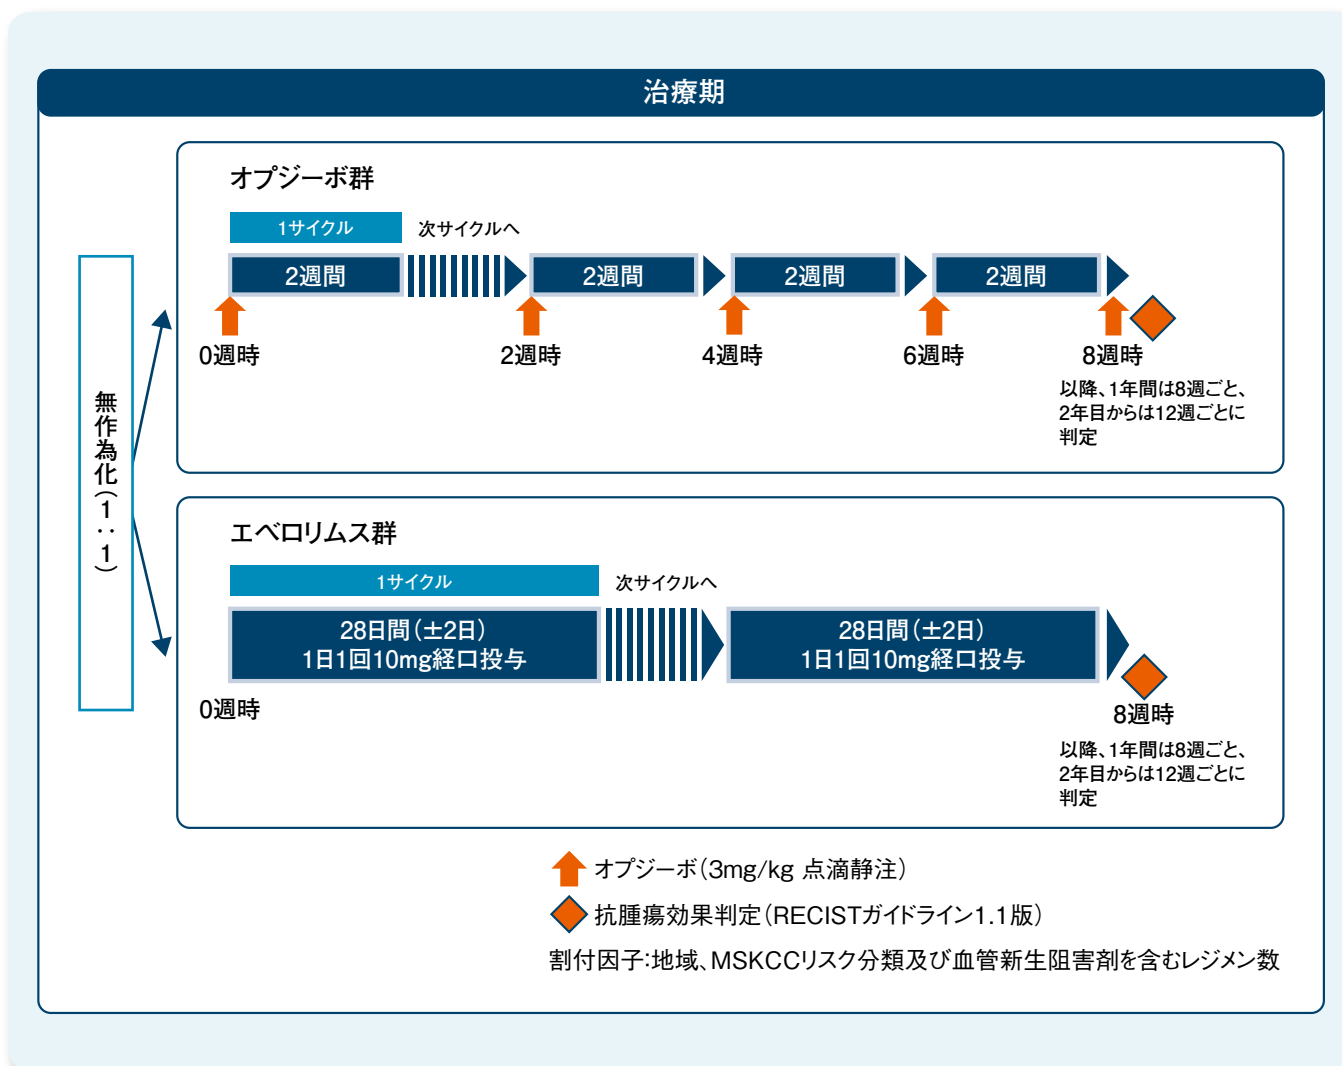 治療期
無作為化(1:1)
オプジーボ群
1サイクル 次サイクルへ
2週間 2週間 2週間 2週間
0週時 2週時 4週時 6週時 8週時
以降、1年間は8週ごと、
2年目からは12週ごとに
判定
エベロリムス群
1サイクル 次サイクルへ
28日間(±2日) 28日間(±2日)
1日1回10mg経口投与 1日1回10mg経口投与
0週時 8週時
以降、1年間は8週ごと、
2年目からは12週ごとに
判定
オプジーボ(3mg/kg 点滴静注)
抗腫瘍効果判定(RECISTガイドライン1.1版)
割付因子:地域、MSKCCリスク分類及び血管新生阻害剤を含むレジメン数